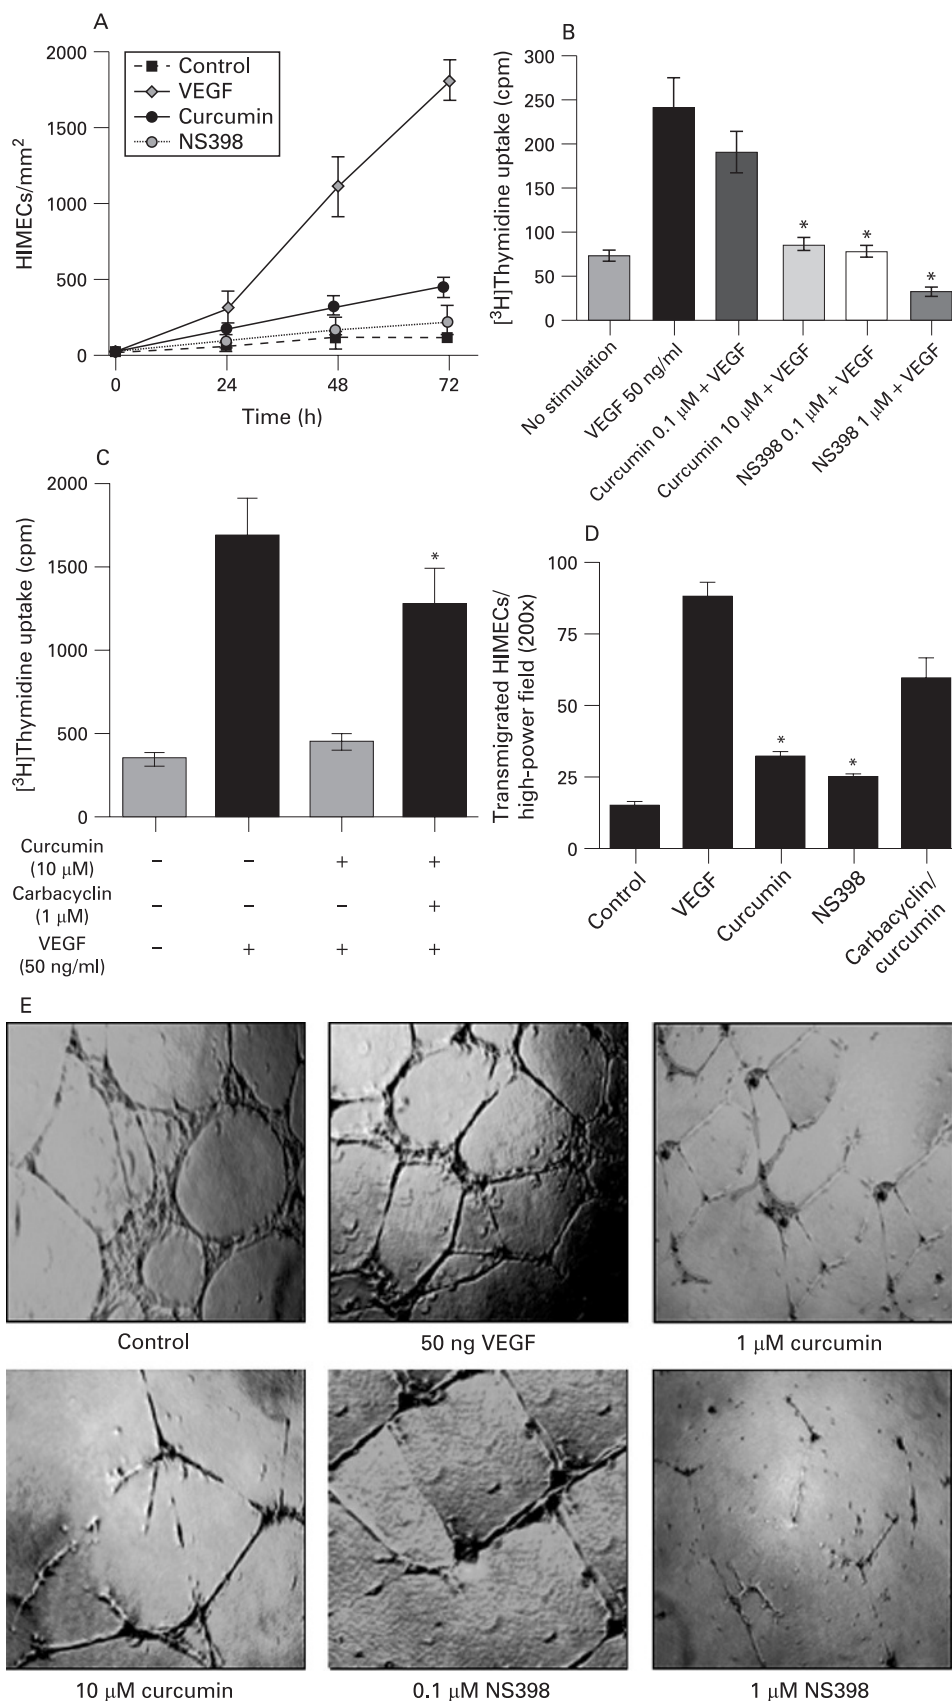 A
2000
1500
1000
500
0
HIMECs/mm²
Control
VEGF
Curcumin
NS398
0 24 48 72
Time (h)
B
300
250
200
150
100
50
0
[³H]Thymidine uptake (cpm)
* * *
No stimulation
VEGF 50 ng/ml
Curcumin 0.1 µM + VEGF
Curcumin 10 µM + VEGF
NS398 0.1 µM + VEGF
NS398 1 µM + VEGF
C
2000
1500
1000
500
0
[³H]Thymidine uptake (cpm)
*
Curcumin
(10 µM)
– – + +
Carbacyclin
(1 µM)
– – – +
VEGF
(50 ng/ml)
– + + +
D
100
75
50
25
0
Transmigrated HIMECs/
high-power field (200x)
* *
Control
VEGF
Curcumin
NS398
Carbacyclin/
curcumin
E
Control
50 ng VEGF
1 µM curcumin
10 µM curcumin
0.1 µM NS398
1 µM NS398